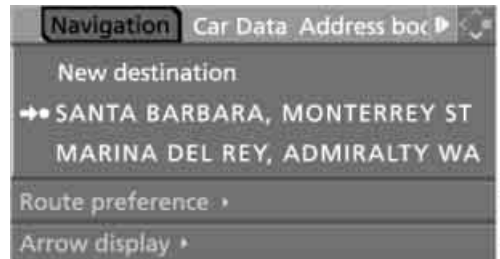 Navigation Car Data Address boo
New destination
SANTA BARBARA, MONTERREY ST
MARINA DEL REY, ADMIRALTY WA
Route preference
Arrow display